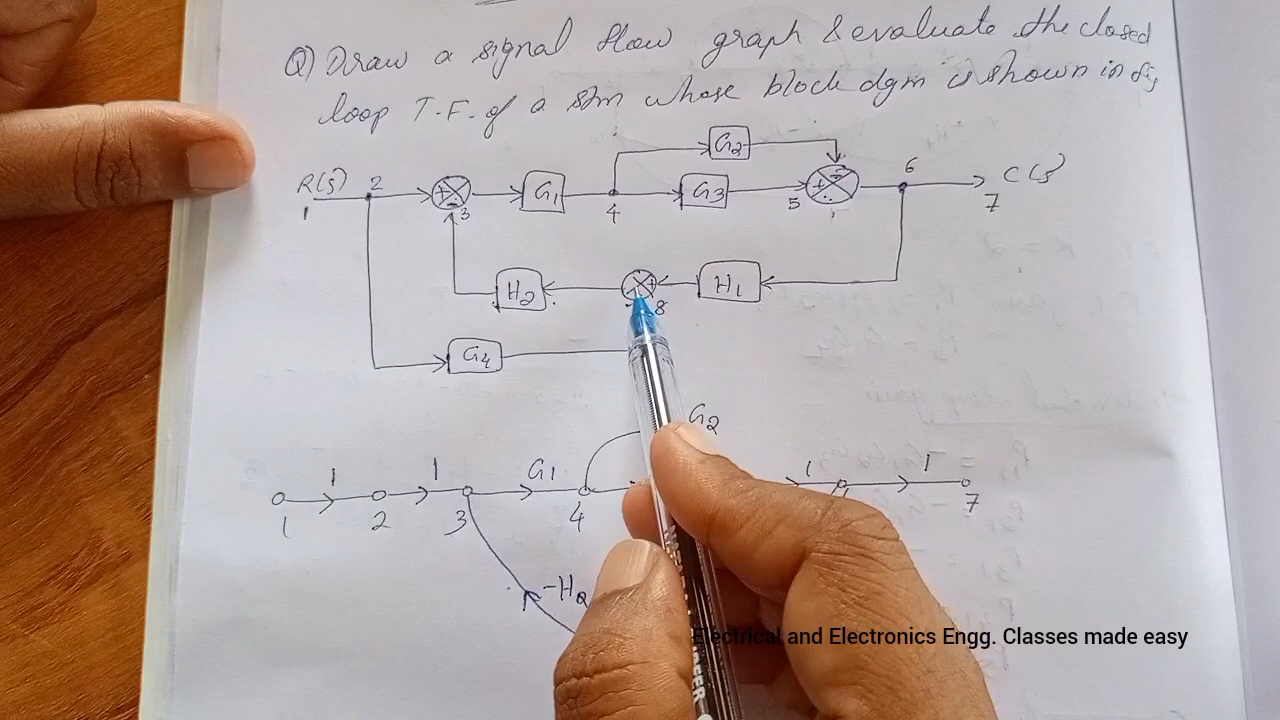 Q) Draw a signal flow graph & evaluate the closed
loop T.F. of a stm whose block dgm is shown in
G2
R(s) 2 + - 3 G1 4 G3 5 + + 6 C(s)
1 7
H2 + - 8 H1
G4
G2
1 1 G1 1 1
1 2 3 4 7
-H2
Electrical and Electronics Engg. Classes made easy